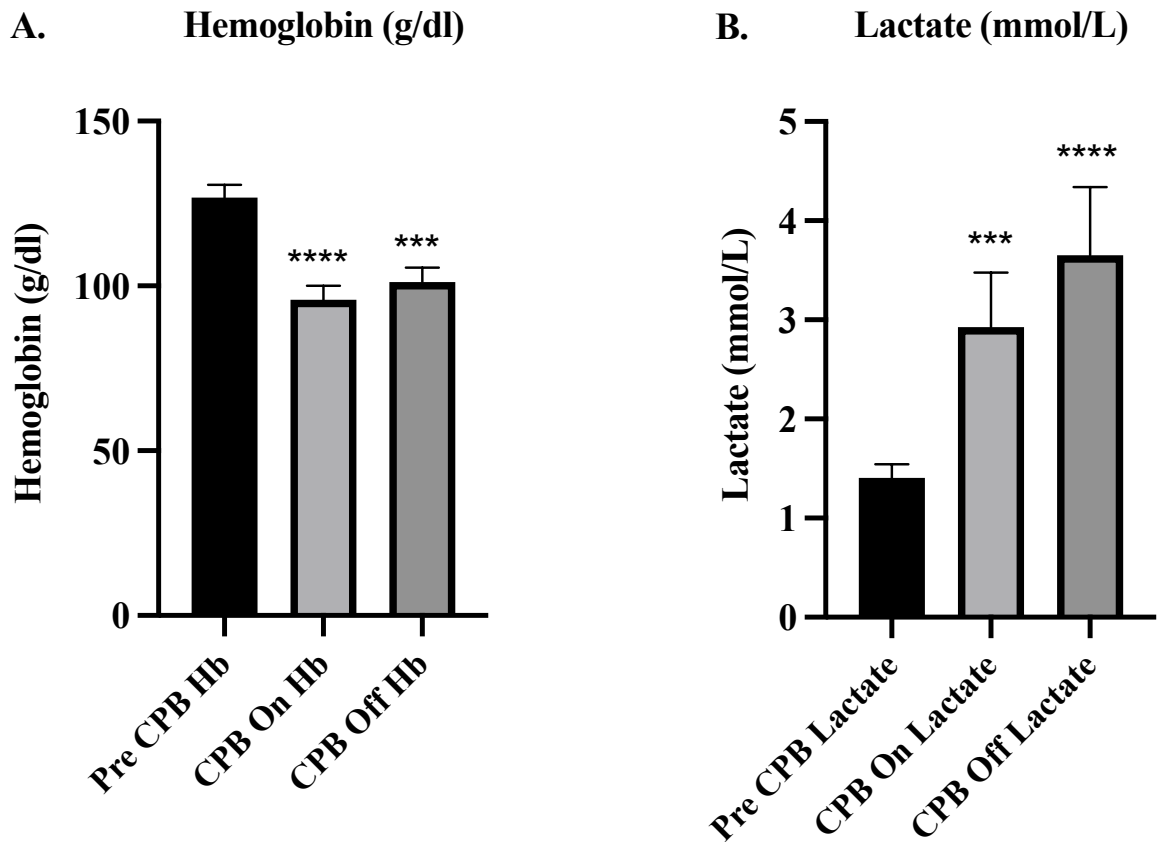 A.
Hemoglobin (g/dl)
Hemoglobin (g/dl)
150
100
50
0
****
***
Pre CPB Hb
CPB On Hb
CPB Off Hb
B.
Lactate (mmol/L)
Lactate (mmol/L)
5
4
3
2
1
0
***
****
Pre CPB Lactate
CPB On Lactate
CPB Off Lactate